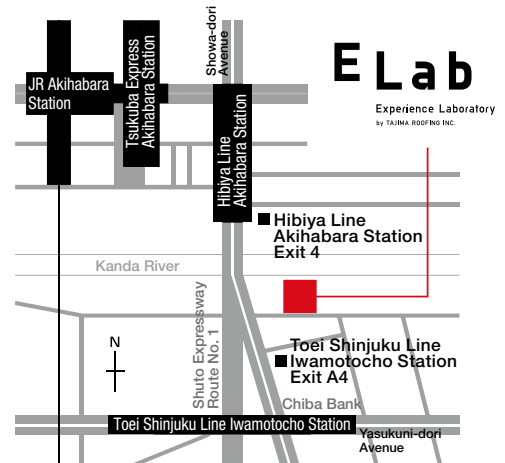 JR Akihabara
Station
Tsukuba Express
Akihabara Station
Showa-dori
Avenue
ELab
Experience Laboratory
by TAJIMA ROOFING INC.
Hibiya Line
Akihabara Station
Hibiya Line
Akihabara Station
Exit 4
Kanda River
Shuto Expressway
Route No. 1
N
Toei Shinjuku Line
Iwamotocho Station
Exit A4
Chiba Bank
Toei Shinjuku Line Iwamotocho Station
Yasukuni-dori
Avenue